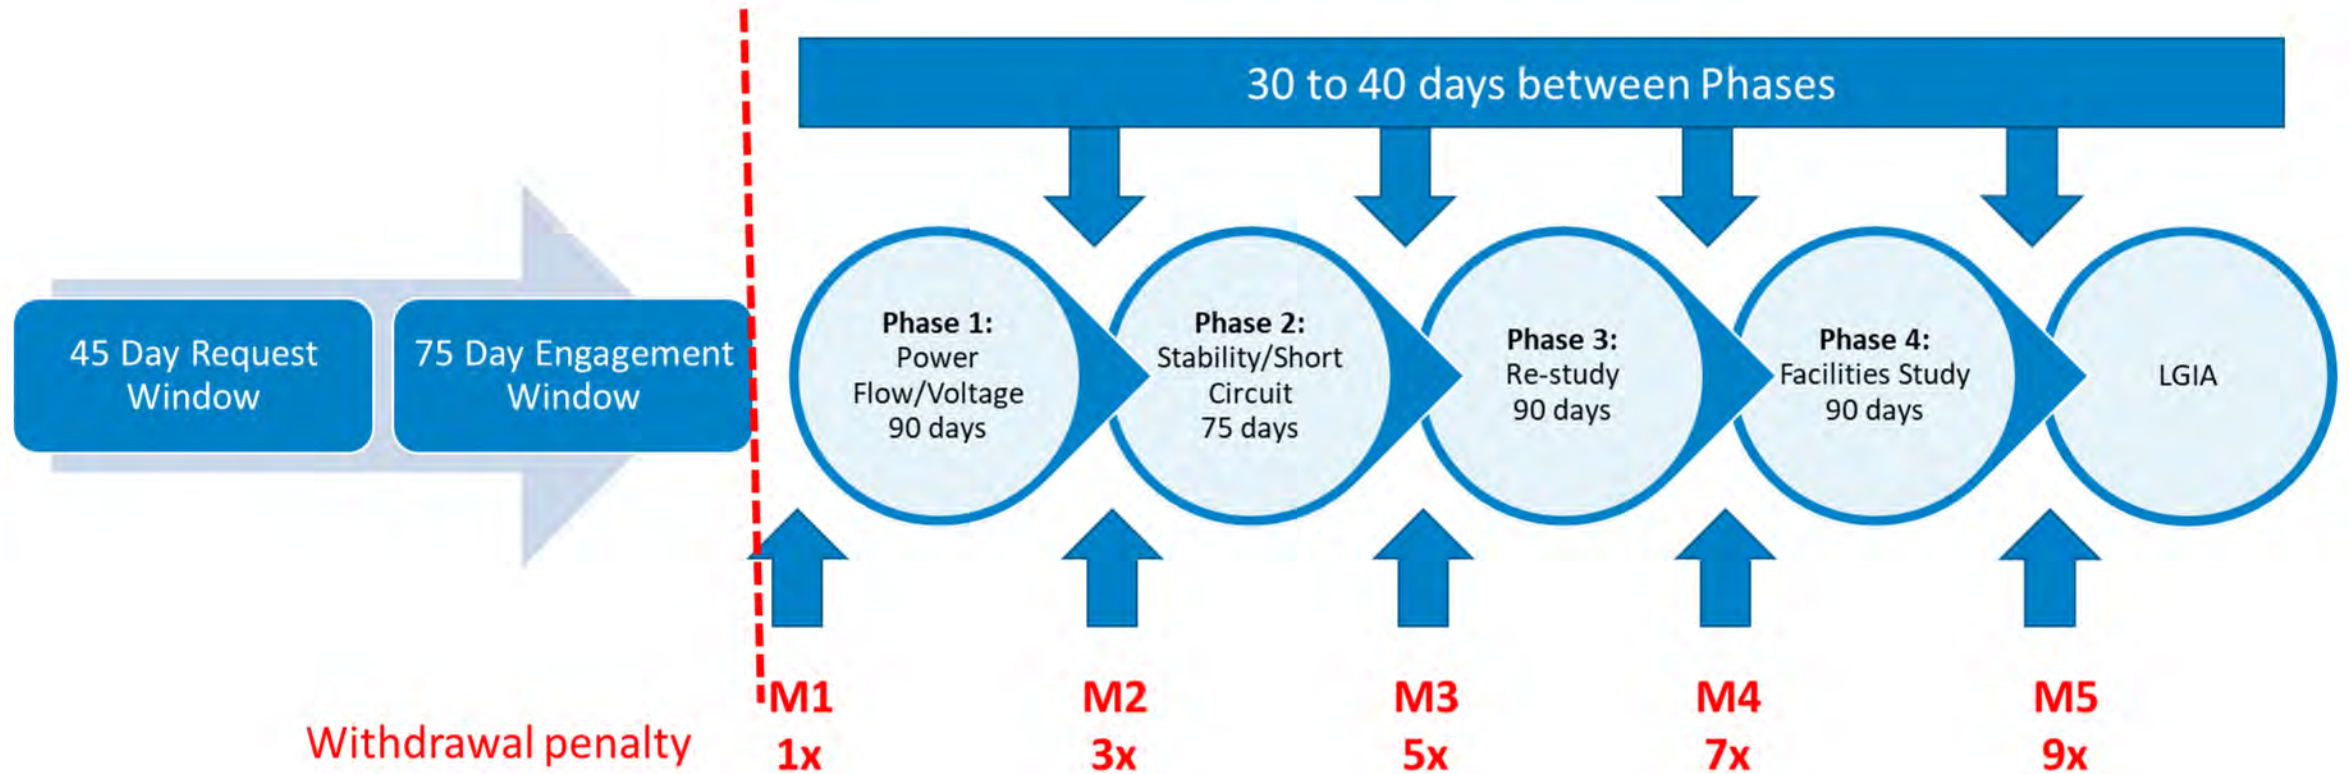 30 to 40 days between Phases
45 Day Request
Window
75 Day Engagement
Window
Phase 1:
Power
Flow/Voltage
90 days
Phase 2:
Stability/Short
Circuit
75 days
Phase 3:
Re-study
90 days
Phase 4:
Facilities Study
90 days
LGIA
M1
M2
M3
M4
M5
Withdrawal penalty
1x
3x
5x
7x
9x